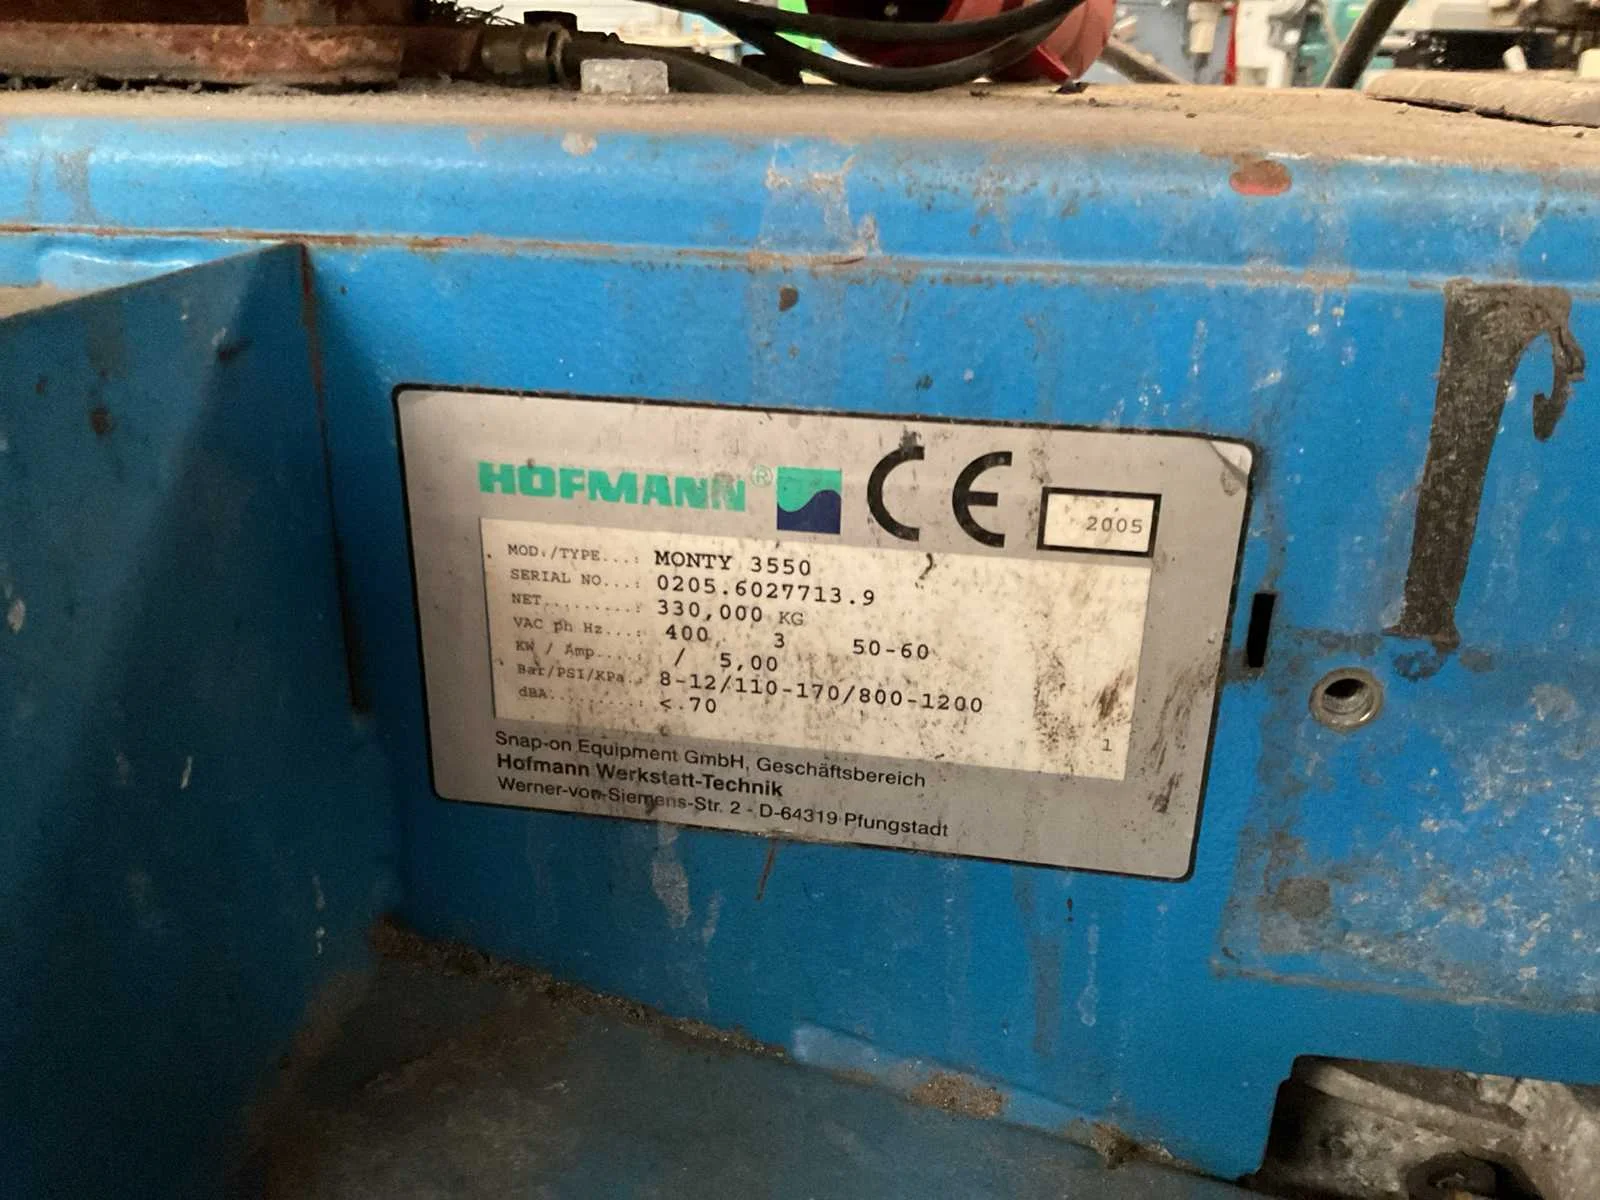 HOFMANN® CE 2005
MOD./TYPE...: MONTY 3550
SERIAL NO...: 0205.6027713.9
NET.........: 330,000 KG
VAC ph Hz...: 400 3 50-60
KW / Amp....: / 5,00
Bar/PSI/KPa.. 8-12/110-170/800-1200
dBA.........: <.70
1
Snap-on Equipment GmbH, Geschäftsbereich
Hofmann Werkstatt-Technik
Werner-von-Siemens-Str. 2 - D-64319 Pfungstadt